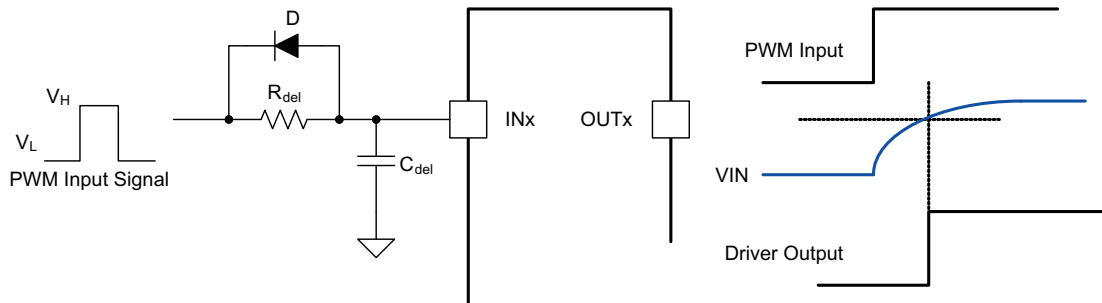 D
R_del
V_H
V_L
PWM Input Signal
C_del
INx
OUTx
PWM Input
VIN
Driver Output